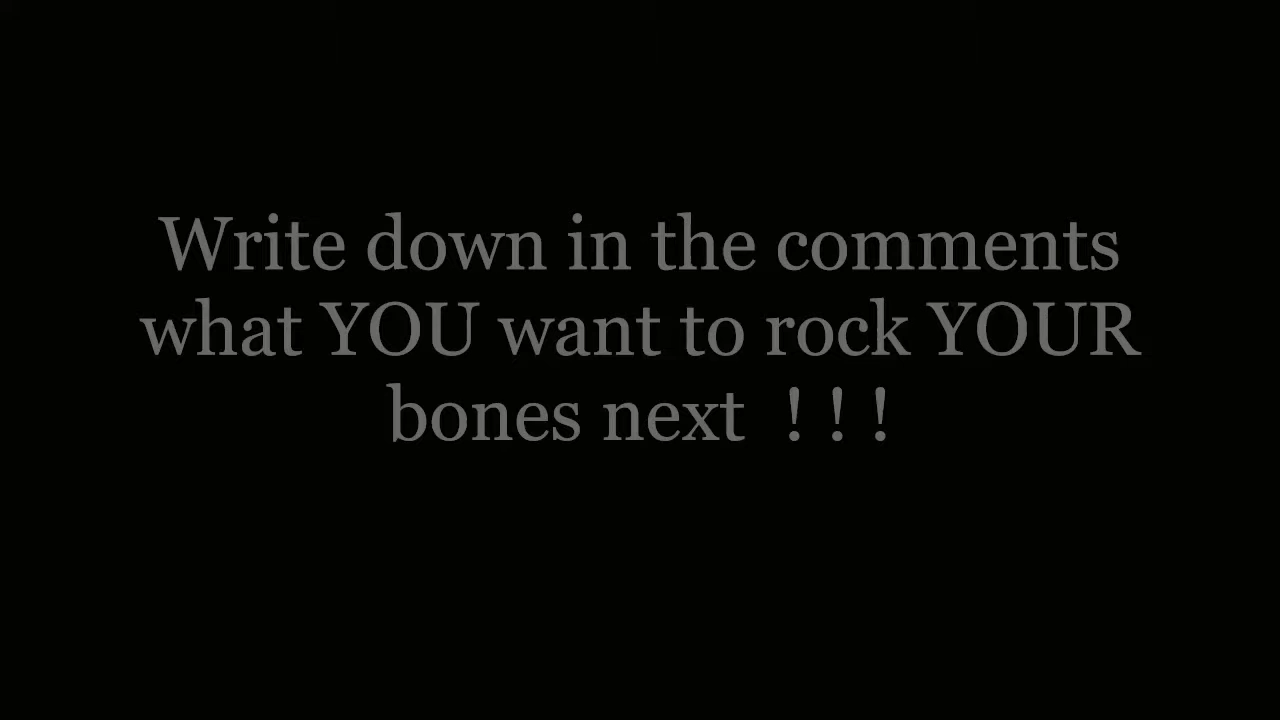 Write down in the comments
what YOU want to rock YOUR
bones next  ! ! !